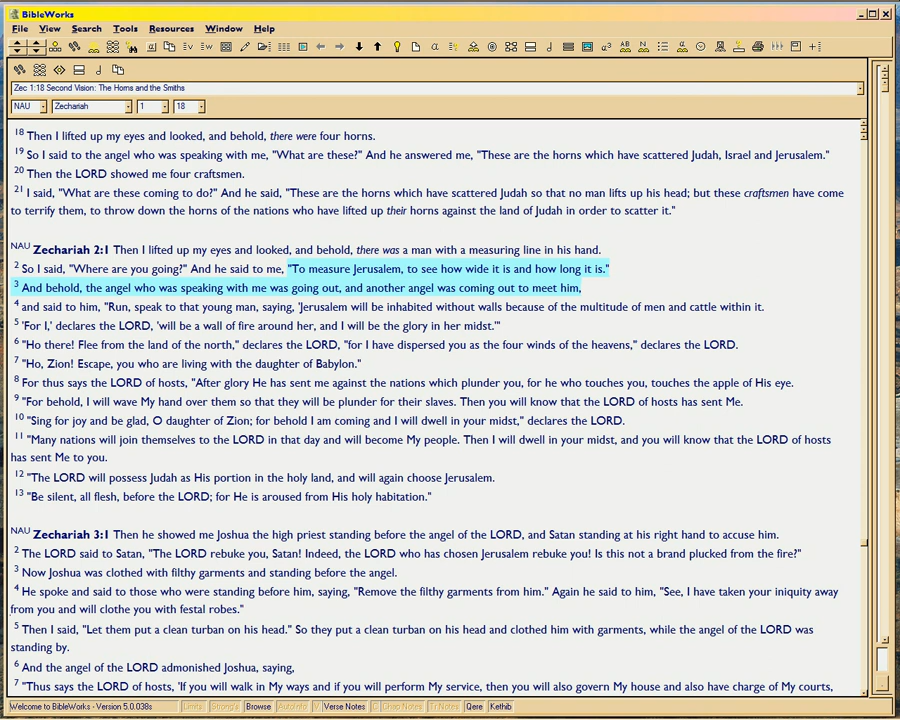 BibleWorks
File View Search Tools Resources Window Help
Zec 1:18 Second Vision: The Horns and the Smiths
NAU Zechariah 1 18
18 Then I lifted up my eyes and looked, and behold, there were four horns.
19 So I said to the angel who was speaking with me, "What are these?" And he answered me, "These are the horns which have scattered Judah, Israel and Jerusalem."
20 Then the LORD showed me four craftsmen.
21 I said, "What are these coming to do?" And he said, "These are the horns which have scattered Judah so that no man lifts up his head; but these craftsmen have come
to terrify them, to throw down the horns of the nations who have lifted up their horns against the land of Judah in order to scatter it."
NAU Zechariah 2:1 Then I lifted up my eyes and looked, and behold, there was a man with a measuring line in his hand.
2 So I said, "Where are you going?" And he said to me, "To measure Jerusalem, to see how wide it is and how long it is."
3 And behold, the angel who was speaking with me was going out, and another angel was coming out to meet him,
4 and said to him, "Run, speak to that young man, saying, 'Jerusalem will be inhabited without walls because of the multitude of men and cattle within it.
5 'For I,' declares the LORD, 'will be a wall of fire around her, and I will be the glory in her midst.'"
6 "Ho there! Flee from the land of the north," declares the LORD, "for I have dispersed you as the four winds of the heavens," declares the LORD.
7 "Ho, Zion! Escape, you who are living with the daughter of Babylon."
8 For thus says the LORD of hosts, "After glory He has sent me against the nations which plunder you, for he who touches you, touches the apple of His eye.
9 "For behold, I will wave My hand over them so that they will be plunder for their slaves. Then you will know that the LORD of hosts has sent Me.
10 "Sing for joy and be glad, O daughter of Zion; for behold I am coming and I will dwell in your midst," declares the LORD.
11 "Many nations will join themselves to the LORD in that day and will become My people. Then I will dwell in your midst, and you will know that the LORD of hosts
has sent Me to you.
12 "The LORD will possess Judah as His portion in the holy land, and will again choose Jerusalem.
13 "Be silent, all flesh, before the LORD; for He is aroused from His holy habitation."
NAU Zechariah 3:1 Then he showed me Joshua the high priest standing before the angel of the LORD, and Satan standing at his right hand to accuse him.
2 The LORD said to Satan, "The LORD rebuke you, Satan! Indeed, the LORD who has chosen Jerusalem rebuke you! Is this not a brand plucked from the fire?"
3 Now Joshua was clothed with filthy garments and standing before the angel.
4 He spoke and said to those who were standing before him, saying, "Remove the filthy garments from him." Again he said to him, "See, I have taken your iniquity away
from you and will clothe you with festal robes."
5 Then I said, "Let them put a clean turban on his head." So they put a clean turban on his head and clothed him with garments, while the angel of the LORD was
standing by.
6 And the angel of the LORD admonished Joshua, saying,
7 "Thus says the LORD of hosts, 'If you will walk in My ways and if you will perform My service, then you will also govern My house and also have charge of My courts,
Welcome to BibleWorks - Version 5.0.038s Limits Strong's Browse AutoInfo V Verse Notes C Chap Notes Fr.Notes Qere Kethib